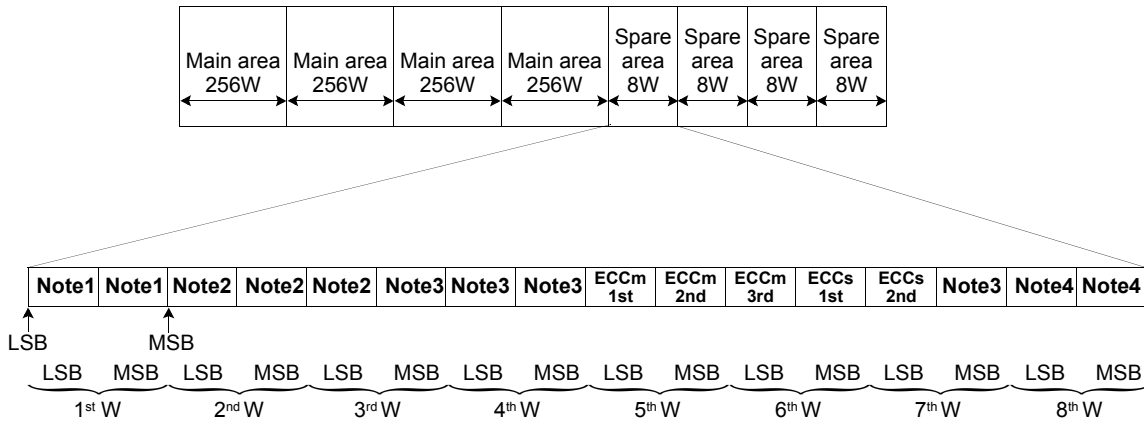 Main area 256W Main area 256W Main area 256W Main area 256W Spare area 8W Spare area 8W Spare area 8W Spare area 8W
Note1 Note1 Note2 Note2 Note2 Note3 Note3 Note3 ECCm 1st ECCm 2nd ECCm 3rd ECCs 1st ECCs 2nd Note3 Note4 Note4
LSB MSB
LSB MSB LSB MSB LSB MSB LSB MSB LSB MSB LSB MSB LSB MSB LSB MSB
1st W 2nd W 3rd W 4th W 5th W 6th W 7th W 8th W